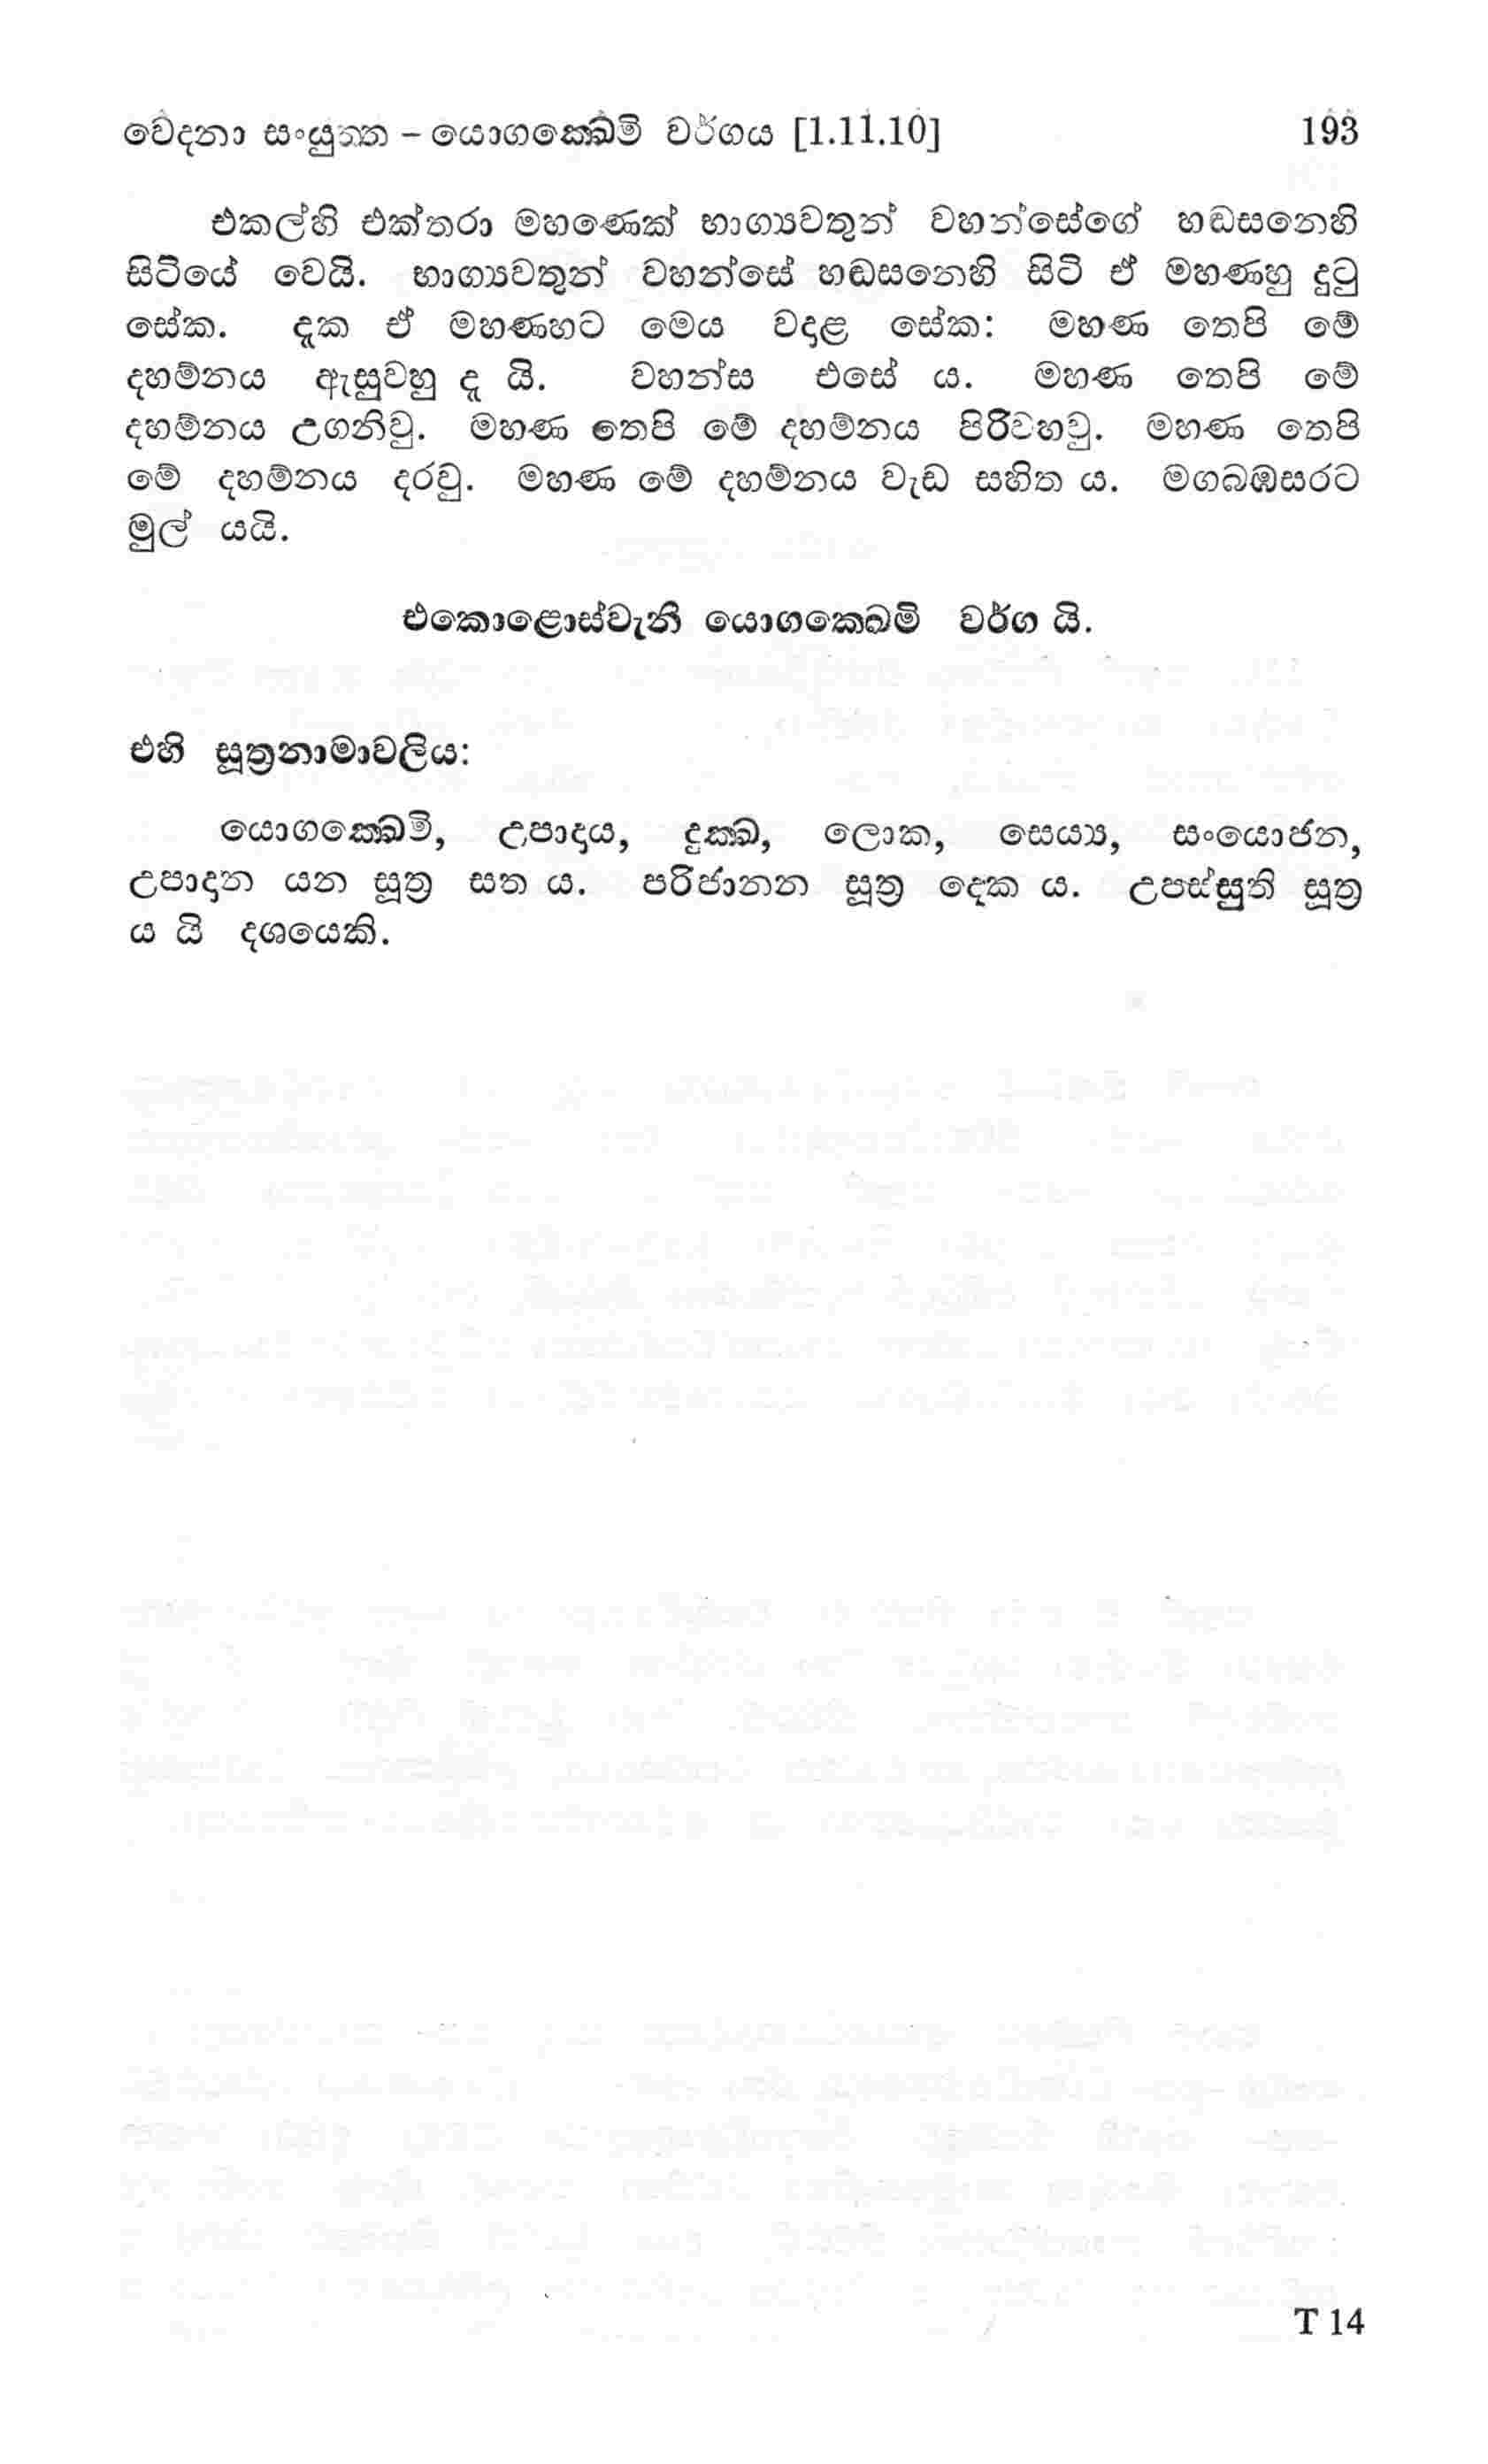 වේදනා සංයුත්ත – යොගක්ඛෙමි වර්ගය [1.11.10] 193
එකල්හි එක්තරා මහණෙක් භාග්‍යවතුන් වහන්සේගේ හඬසනෙහි
සිටියේ වෙයි. භාග්‍යවතුන් වහන්සේ හඬසනෙහි සිටි ඒ මහණහු දුටු
සේක. දැක ඒ මහණහට මෙය වදාළ සේක: මහණ තෙපි මේ
දහම්නය ඇසුවහු දැ යි. වහන්ස එසේ ය. මහණ තෙපි මේ
දහම්නය උගනිවු. මහණ තෙපි මේ දහම්නය පිරිවහවු. මහණ තෙපි
මේ දහම්නය දරවු. මහණ මේ දහම්නය වැඩ සහිත ය. මගබඹසරට
මුල් යයි.
එකොළොස්වැනි යොගක්ඛෙමි වර්ග යි.
එහි සූත්‍රනාමාවලිය:
යොගක්ඛෙමි, උපාදාය, දුක්ඛ, ලොක, සෙය්‍ය, සංයොජන,
උපාදාන යන සූත්‍ර සත ය. පරිජානන සූත්‍ර දෙක ය. උපස්සුති සූත්‍ර
ය යි දශයෙකි.
T 14